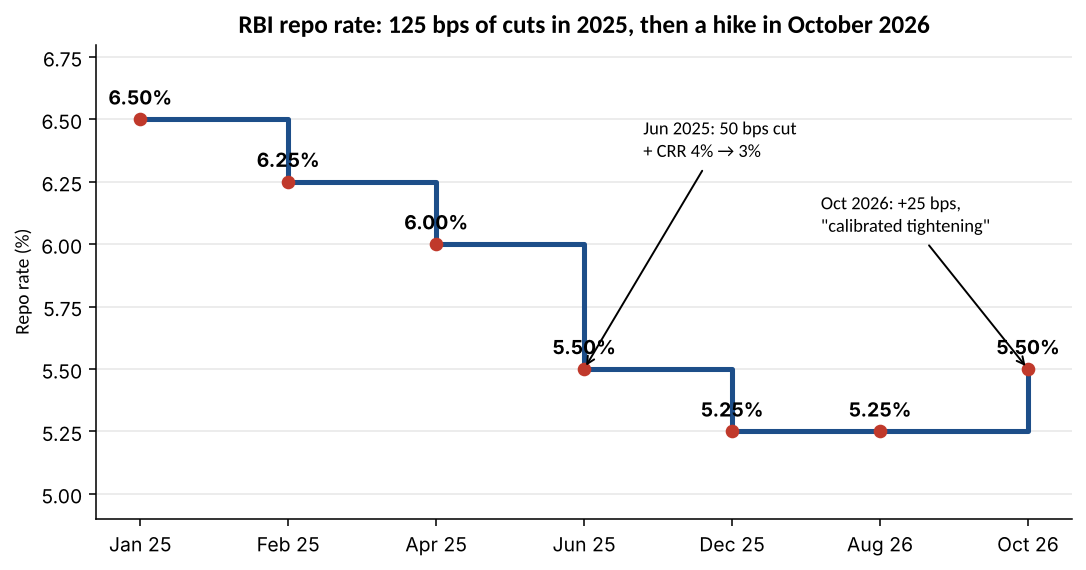 RBI repo rate: 125 bps of cuts in 2025, then a hike in October 2026
Repo rate (%)
6.75
6.50
6.25
6.00
5.75
5.50
5.25
5.00
6.50%
6.25%
6.00%
5.50%
5.25%
5.25%
5.50%
Jun 2025: 50 bps cut
+ CRR 4% → 3%
Oct 2026: +25 bps,
"calibrated tightening"
Jan 25
Feb 25
Apr 25
Jun 25
Dec 25
Aug 26
Oct 26